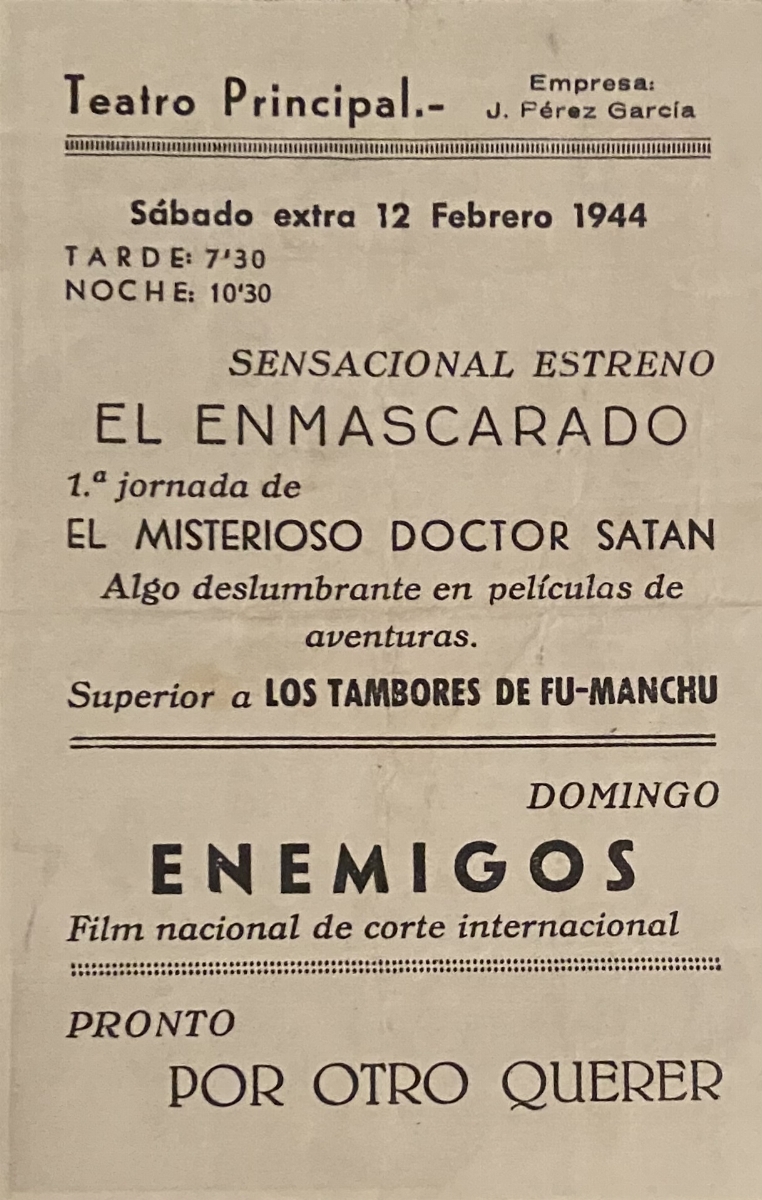 Teatro Principal.-
Empresa:
J. Pérez García
Sábado extra 12 Febrero 1944
TARDE: 7'30
NOCHE: 10'30
SENSACIONAL ESTRENO
EL ENMASCARADO
1.ª jornada de
EL MISTERIOSO DOCTOR SATAN
Algo deslumbrante en películas de
aventuras.
Superior a LOS TAMBORES DE FU-MANCHU
DOMINGO
ENEMIGOS
Film nacional de corte internacional
PRONTO
POR OTRO QUERER